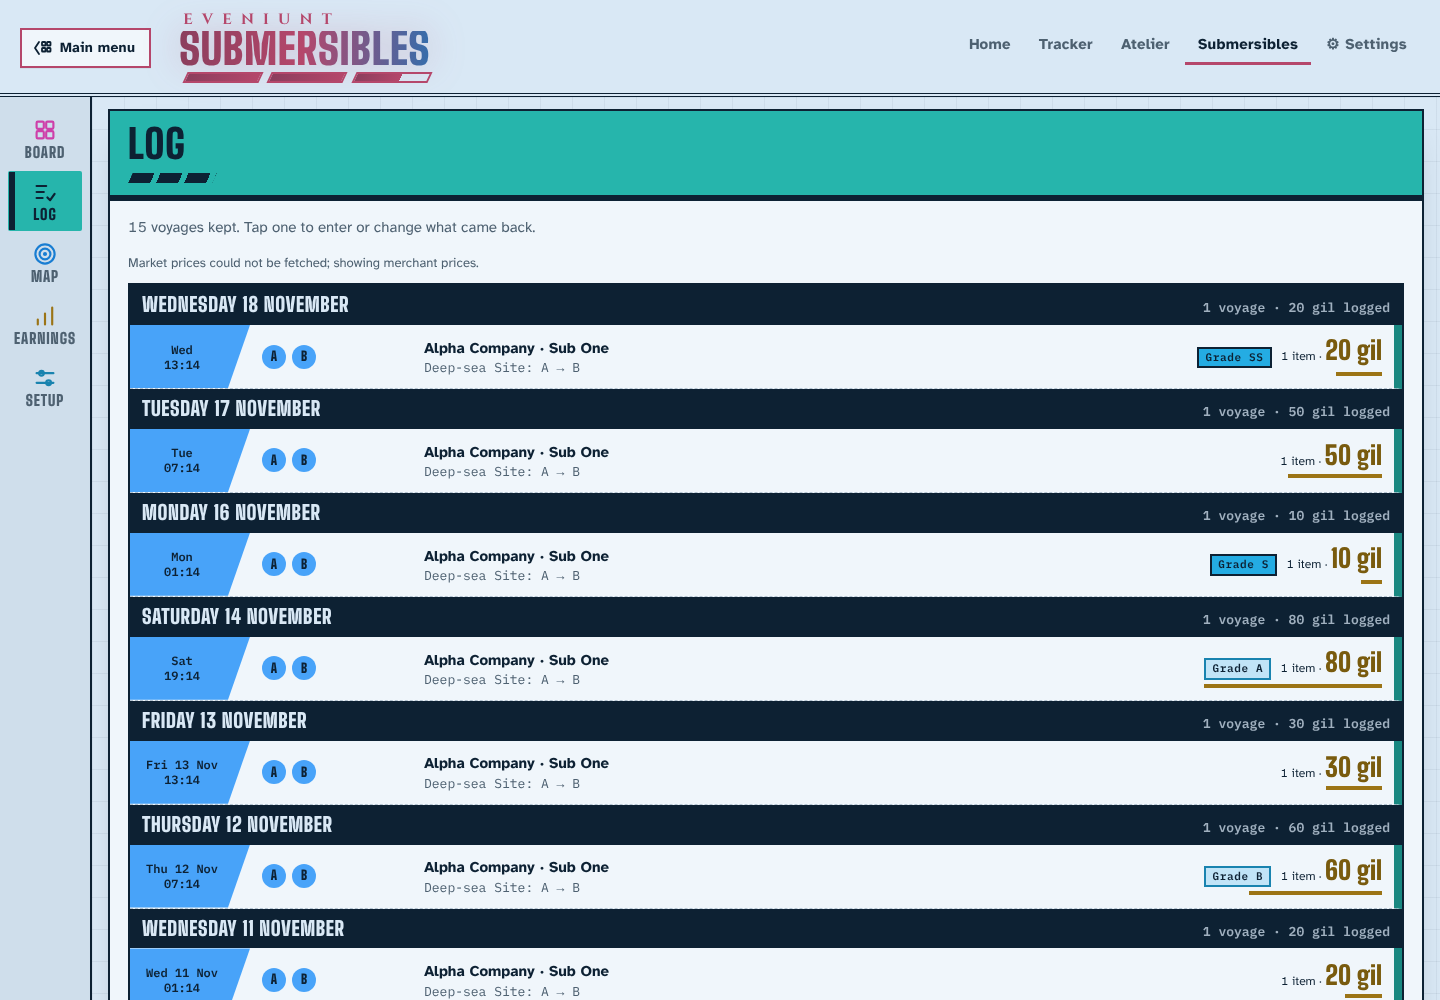 Main menu
EVENIUNT
SUBMERSIBLES
Home
Tracker
Atelier
Submersibles
⚙ Settings
BOARD
LOG
MAP
EARNINGS
SETUP
LOG
15 voyages kept. Tap one to enter or change what came back.
Market prices could not be fetched; showing merchant prices.
WEDNESDAY 18 NOVEMBER
1 voyage · 20 gil logged
Wed
13:14
A B
Alpha Company · Sub One
Deep-sea Site: A → B
Grade SS
1 item · 20 gil
TUESDAY 17 NOVEMBER
1 voyage · 50 gil logged
Tue
07:14
A B
Alpha Company · Sub One
Deep-sea Site: A → B
1 item · 50 gil
MONDAY 16 NOVEMBER
1 voyage · 10 gil logged
Mon
01:14
A B
Alpha Company · Sub One
Deep-sea Site: A → B
Grade S
1 item · 10 gil
SATURDAY 14 NOVEMBER
1 voyage · 80 gil logged
Sat
19:14
A B
Alpha Company · Sub One
Deep-sea Site: A → B
Grade A
1 item · 80 gil
FRIDAY 13 NOVEMBER
1 voyage · 30 gil logged
Fri 13 Nov
13:14
A B
Alpha Company · Sub One
Deep-sea Site: A → B
1 item · 30 gil
THURSDAY 12 NOVEMBER
1 voyage · 60 gil logged
Thu 12 Nov
07:14
A B
Alpha Company · Sub One
Deep-sea Site: A → B
Grade B
1 item · 60 gil
WEDNESDAY 11 NOVEMBER
1 voyage · 20 gil logged
Wed 11 Nov
01:14
A B
Alpha Company · Sub One
Deep-sea Site: A → B
1 item · 20 gil